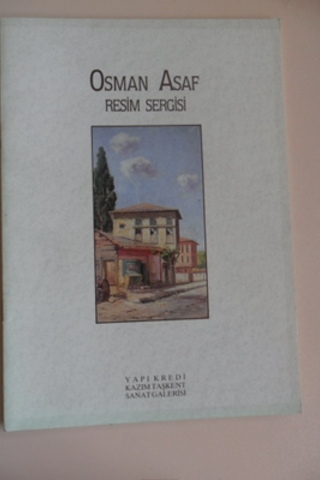 OSMAN ASAF
RESİM SERGİSİ
YAPI KREDİ
KAZIM TAŞKENT
SANAT GALERİSİ